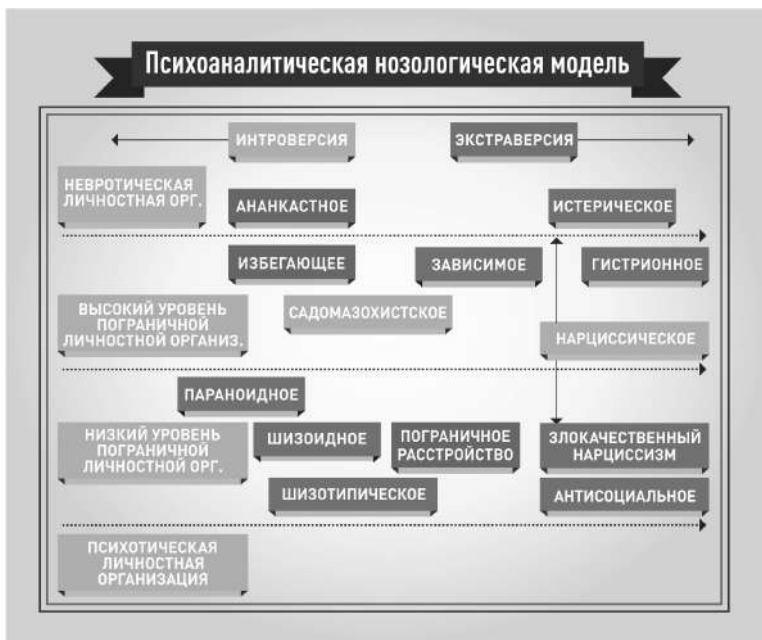 Психоаналитическая нозологическая модель
ИНТРОВЕРСИЯ
ЭКСТРАВЕРСИЯ
НЕВРОТИЧЕСКАЯ
ЛИЧНОСТНАЯ ОРГ.
АНАНКАСТНОЕ
ИСТЕРИЧЕСКОЕ
ИЗБЕГАЮЩЕЕ
ЗАВИСИМОЕ
ГИСТРИОННОЕ
ВЫСОКИЙ УРОВЕНЬ
ПОГРАНИЧНОЙ
ЛИЧНОСТНОЙ ОРГАНИЗ.
САДОМАЗОХИСТСКОЕ
НАРЦИССИЧЕСКОЕ
ПАРАНОИДНОЕ
НИЗКИЙ УРОВЕНЬ
ПОГРАНИЧНОЙ
ЛИЧНОСТНОЙ ОРГ.
ШИЗОИДНОЕ
ПОГРАНИЧНОЕ
РАССТРОЙСТВО
ЗЛОКАЧЕСТВЕННЫЙ
НАРЦИССИЗМ
ШИЗОТИПИЧЕСКОЕ
АНТИСОЦИАЛЬНОЕ
ПСИХОТИЧЕСКАЯ
ЛИЧНОСТНАЯ
ОРГАНИЗАЦИЯ